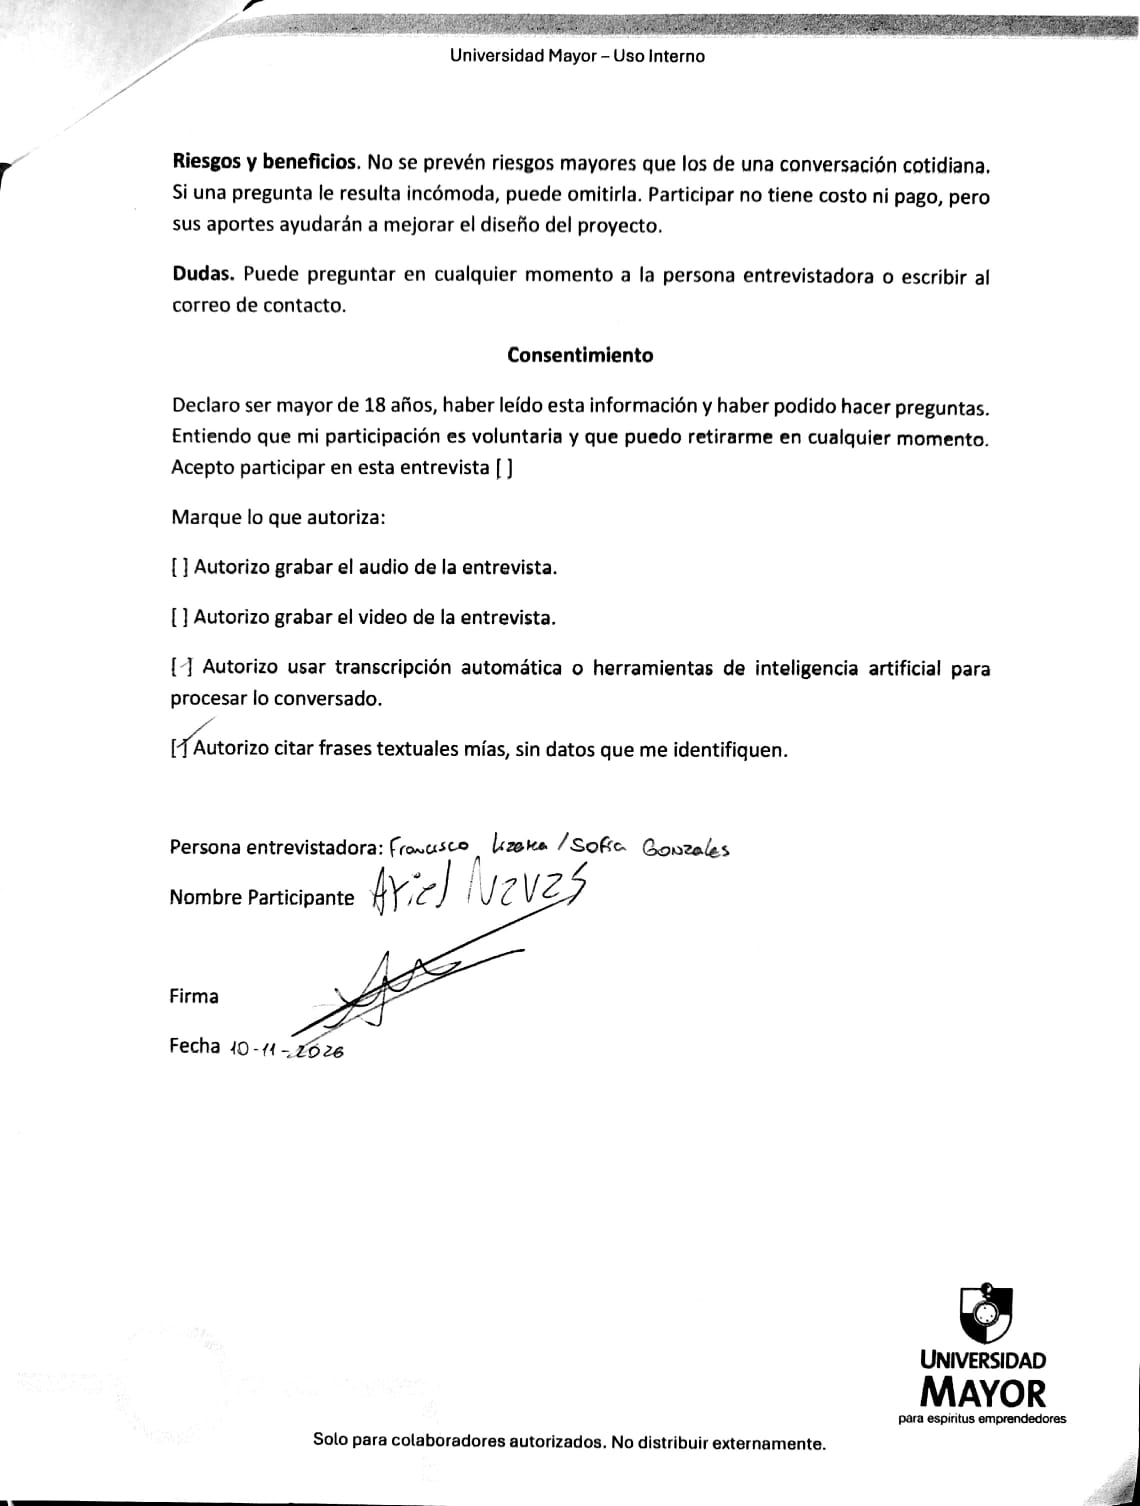 Universidad Mayor – Uso Interno
Riesgos y beneficios. No se prevén riesgos mayores que los de una conversación cotidiana.
Si una pregunta le resulta incómoda, puede omitirla. Participar no tiene costo ni pago, pero
sus aportes ayudarán a mejorar el diseño del proyecto.
Dudas. Puede preguntar en cualquier momento a la persona entrevistadora o escribir al
correo de contacto.
Consentimiento
Declaro ser mayor de 18 años, haber leído esta información y haber podido hacer preguntas.
Entiendo que mi participación es voluntaria y que puedo retirarme en cualquier momento.
Acepto participar en esta entrevista [ ]
Marque lo que autoriza:
[ ] Autorizo grabar el audio de la entrevista.
[ ] Autorizo grabar el video de la entrevista.
[-] Autorizo usar transcripción automática o herramientas de inteligencia artificial para
procesar lo conversado.
[✓] Autorizo citar frases textuales mías, sin datos que me identifiquen.
Persona entrevistadora: Francisco / Sofia Gonzales
Nombre Participante Ariel Neves
Firma
Fecha 10-11-2026
UNIVERSIDAD
MAYOR
para espíritus emprendedores
Solo para colaboradores autorizados. No distribuir externamente.